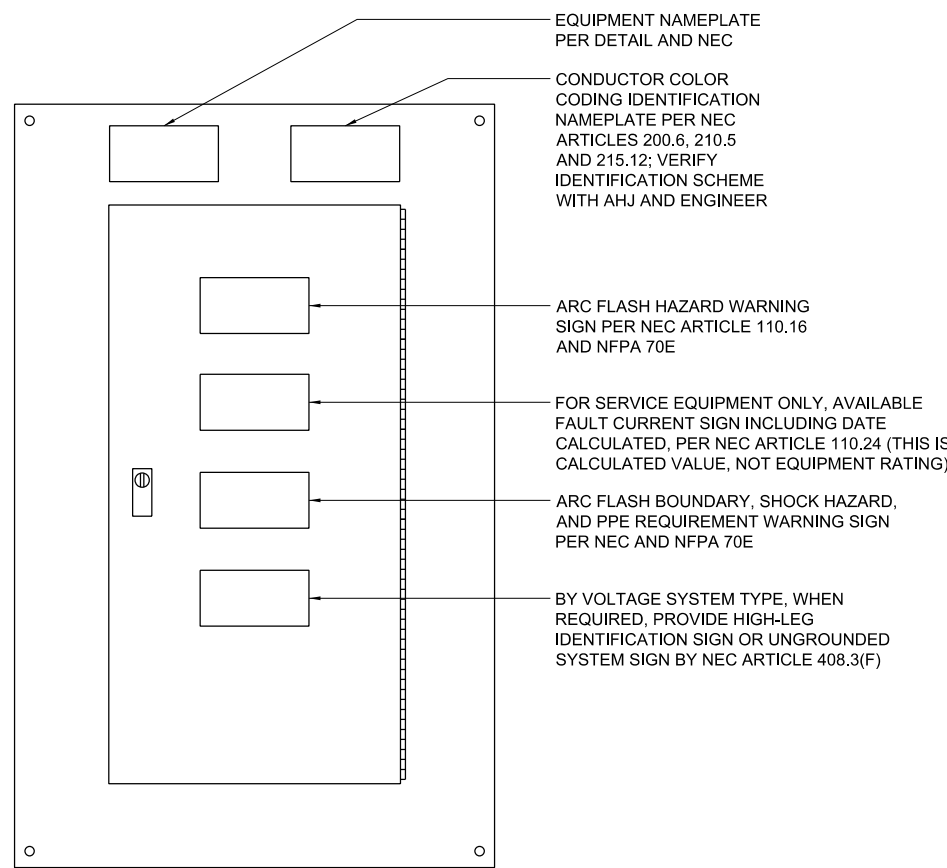 EQUIPMENT NAMEPLATE
PER DETAIL AND NEC
CONDUCTOR COLOR
CODING IDENTIFICATION
NAMEPLATE PER NEC
ARTICLES 200.6, 210.5
AND 215.12; VERIFY
IDENTIFICATION SCHEME
WITH AHJ AND ENGINEER
ARC FLASH HAZARD WARNING
SIGN PER NEC ARTICLE 110.16
AND NFPA 70E
FOR SERVICE EQUIPMENT ONLY, AVAILABLE
FAULT CURRENT SIGN INCLUDING DATE
CALCULATED, PER NEC ARTICLE 110.24 (THIS IS
CALCULATED VALUE, NOT EQUIPMENT RATING)
ARC FLASH BOUNDARY, SHOCK HAZARD,
AND PPE REQUIREMENT WARNING SIGN
PER NEC AND NFPA 70E
BY VOLTAGE SYSTEM TYPE, WHEN
REQUIRED, PROVIDE HIGH-LEG
IDENTIFICATION SIGN OR UNGROUNDED
SYSTEM SIGN BY NEC ARTICLE 408.3(F)